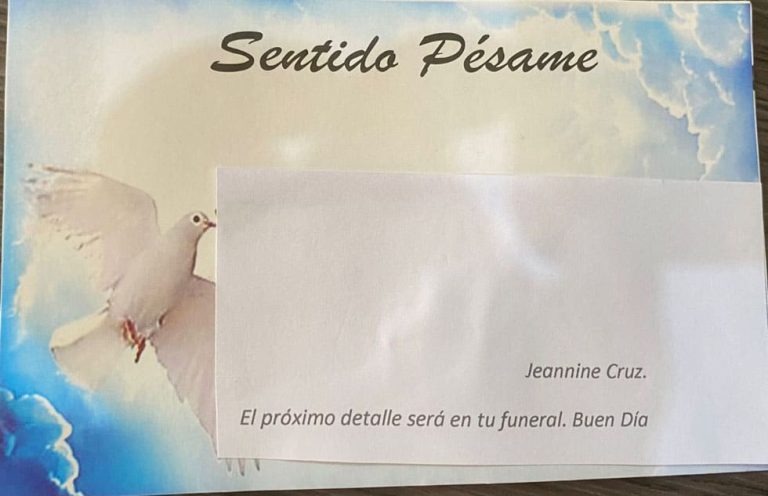 Sentido Pésame
Jeannine Cruz.
El próximo detalle será en tu funeral. Buen Día